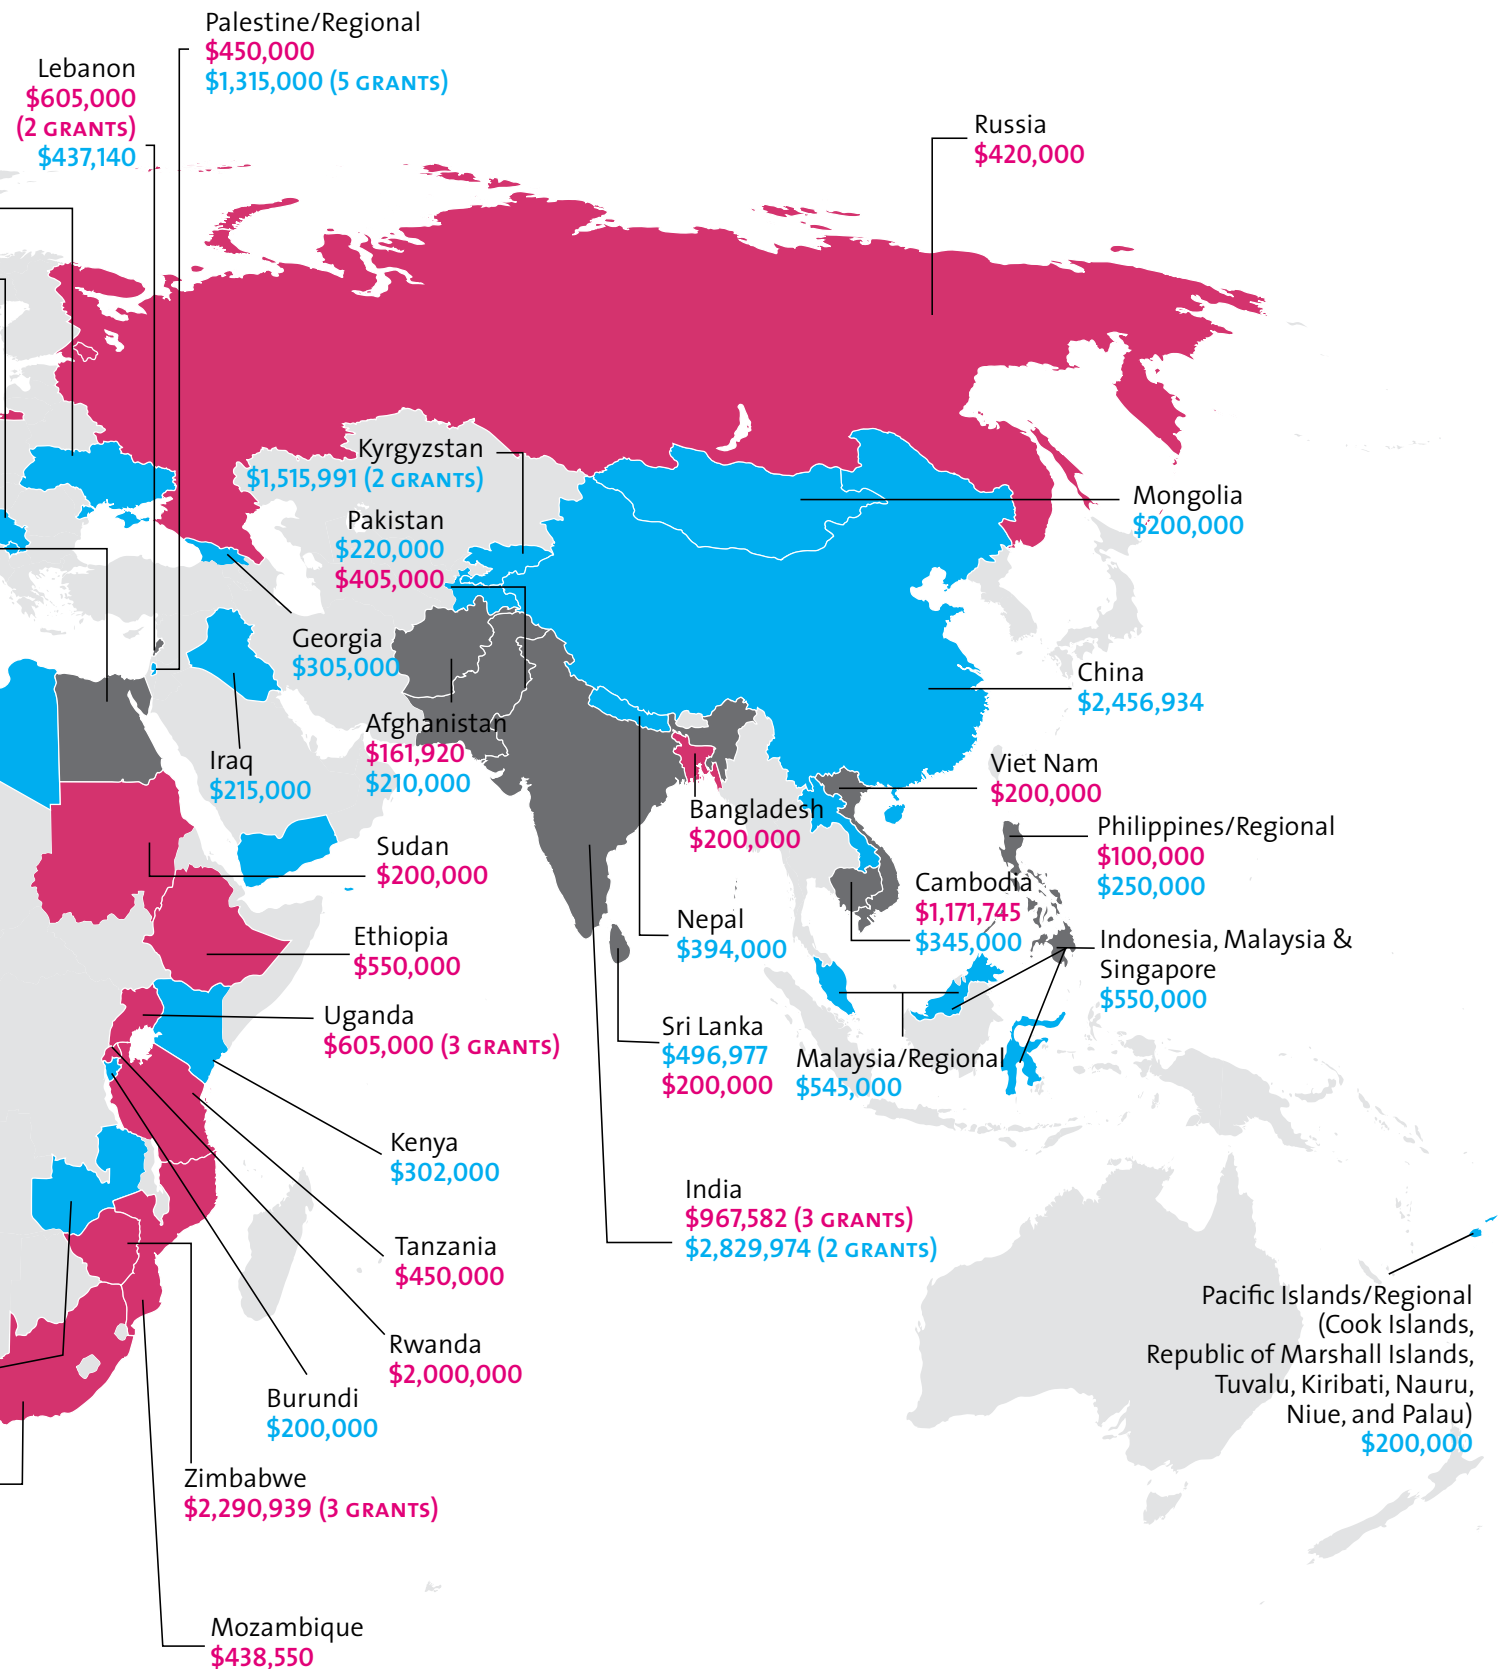 Palestine/Regional
$450,000
$1,315,000 (5 GRANTS)
Lebanon
$605,000
(2 GRANTS)
$437,140
Russia
$420,000
Kyrgyzstan
$1,515,991 (2 GRANTS)
Pakistan
$220,000
$405,000
Mongolia
$200,000
Georgia
$305,000
China
$2,456,934
Afghanistan
$161,920
$210,000
Iraq
$215,000
Viet Nam
$200,000
Bangladesh
$200,000
Philippines/Regional
$100,000
$250,000
Sudan
$200,000
Cambodia
$1,171,745
$345,000
Nepal
$394,000
Ethiopia
$550,000
Indonesia, Malaysia &
Singapore
$550,000
Uganda
$605,000 (3 GRANTS)
Sri Lanka
$496,977
$200,000
Malaysia/Regional
$545,000
Kenya
$302,000
India
$967,582 (3 GRANTS)
$2,829,974 (2 GRANTS)
Tanzania
$450,000
Pacific Islands/Regional
(Cook Islands,
Republic of Marshall Islands,
Tuvalu, Kiribati, Nauru,
Niue, and Palau)
$200,000
Rwanda
$2,000,000
Burundi
$200,000
Zimbabwe
$2,290,939 (3 GRANTS)
Mozambique
$438,550